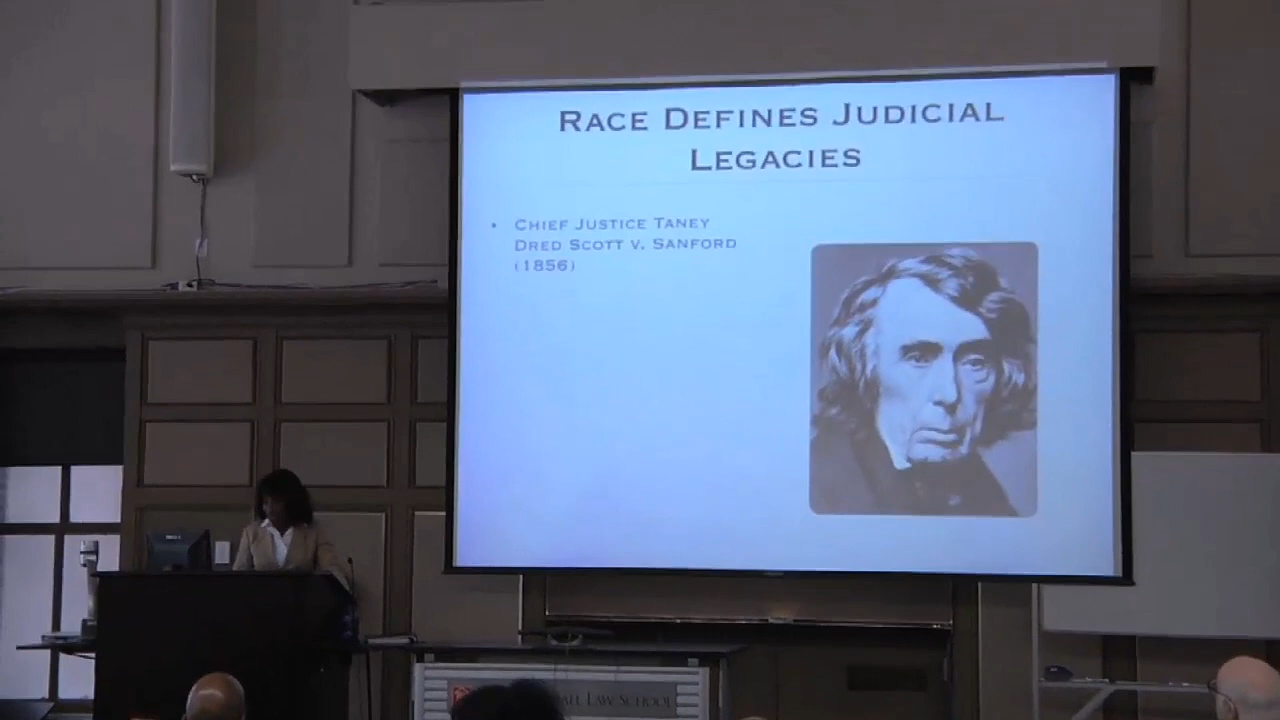 Race Defines Judicial
Legacies
• Chief Justice Taney
Dred Scott v. Sanford
(1856)
Law School